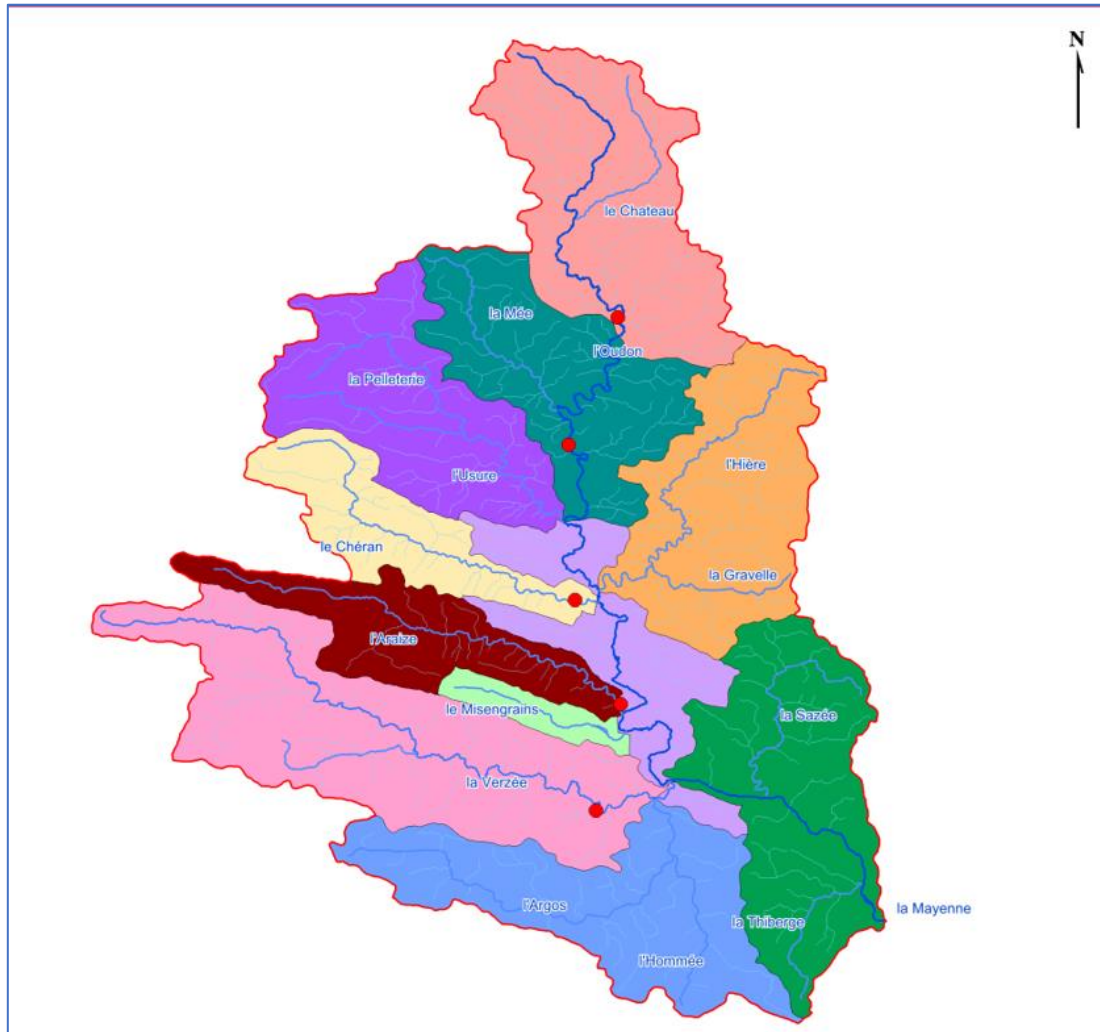 N
le Chateau
la Mée
l'Oudon
la Pelleterie
l'Hière
l'Usure
le Chéran
la Gravelle
l'Araize
le Misengrains
la Sazée
la Verzée
l'Argos
la Mayenne
la Thiberge
l'Hommée